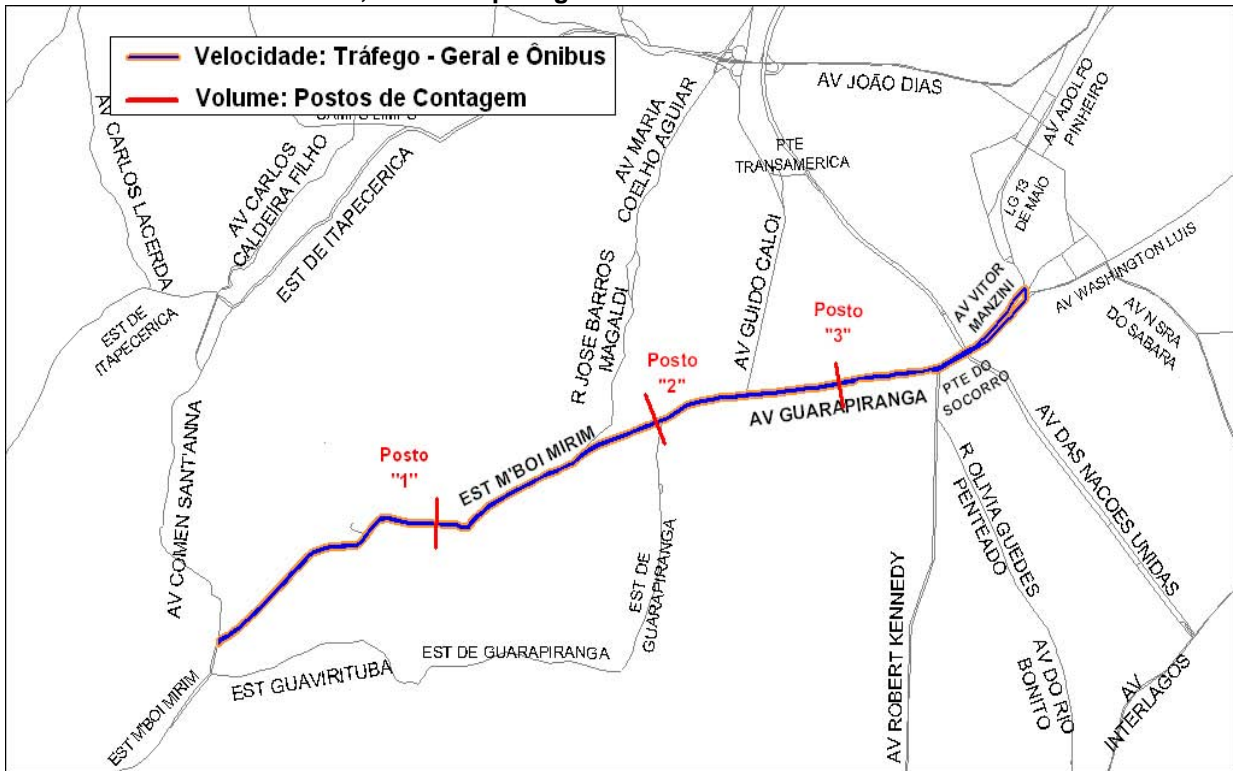 Velocidade: Tráfego - Geral e Ônibus
Volume: Postos de Contagem
AV CARLOS LACERDA
AV CARLOS
CALDEIRA FILHO
EST DE ITAPECERICA
EST DE
ITAPECERICA
AV MARIA
COELHO AGUIAR
AV JOÃO DIAS
PTE
TRANSAMERICA
AV ADOLFO
PINHEIRO
LG 13
DE MAIO
AV WASHINGTON LUIS
AV N SRA
DO SABARA
AV VITOR
MANZINI
AV GUIDO CALOI
R JOSE BARROS
MAGALDI
Posto
"3"
Posto
"2"
Posto
"1"
AV GUARAPIRANGA
PTE DO
SOCORRO
EST M'BOI MIRIM
AV COMEN SANT'ANNA
AV DAS NACOES UNIDAS
R OLIVIA GUEDES
PENTEADO
EST DE
GUARAPIRANGA
EST DE GUARAPIRANGA
EST GUAVIRITUBA
EST M'BOI MIRIM
AV ROBERT KENNEDY
AV DO RIO
BONITO
AV
INTERLAGOS